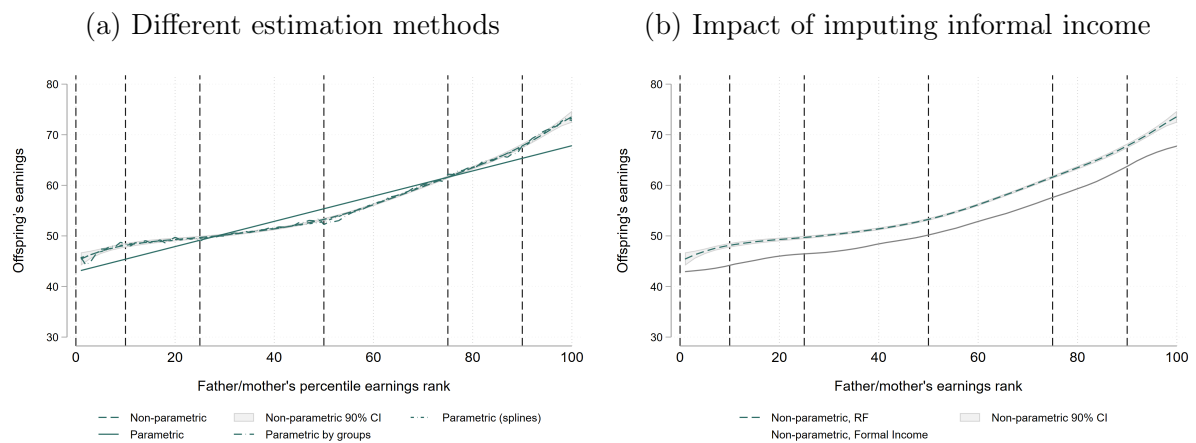 (a) Different estimation methods
80
70
60
50
40
30
Offspring's earnings
0 20 40 60 80 100
Father/mother's percentile earnings rank
Non-parametric Non-parametric 90% CI Parametric (splines)
Parametric Parametric by groups
(b) Impact of imputing informal income
80
70
60
50
40
30
Offspring's earnings
0 20 40 60 80 100
Father/mother's earnings rank
Non-parametric, RF Non-parametric 90% CI
Non-parametric, Formal Income